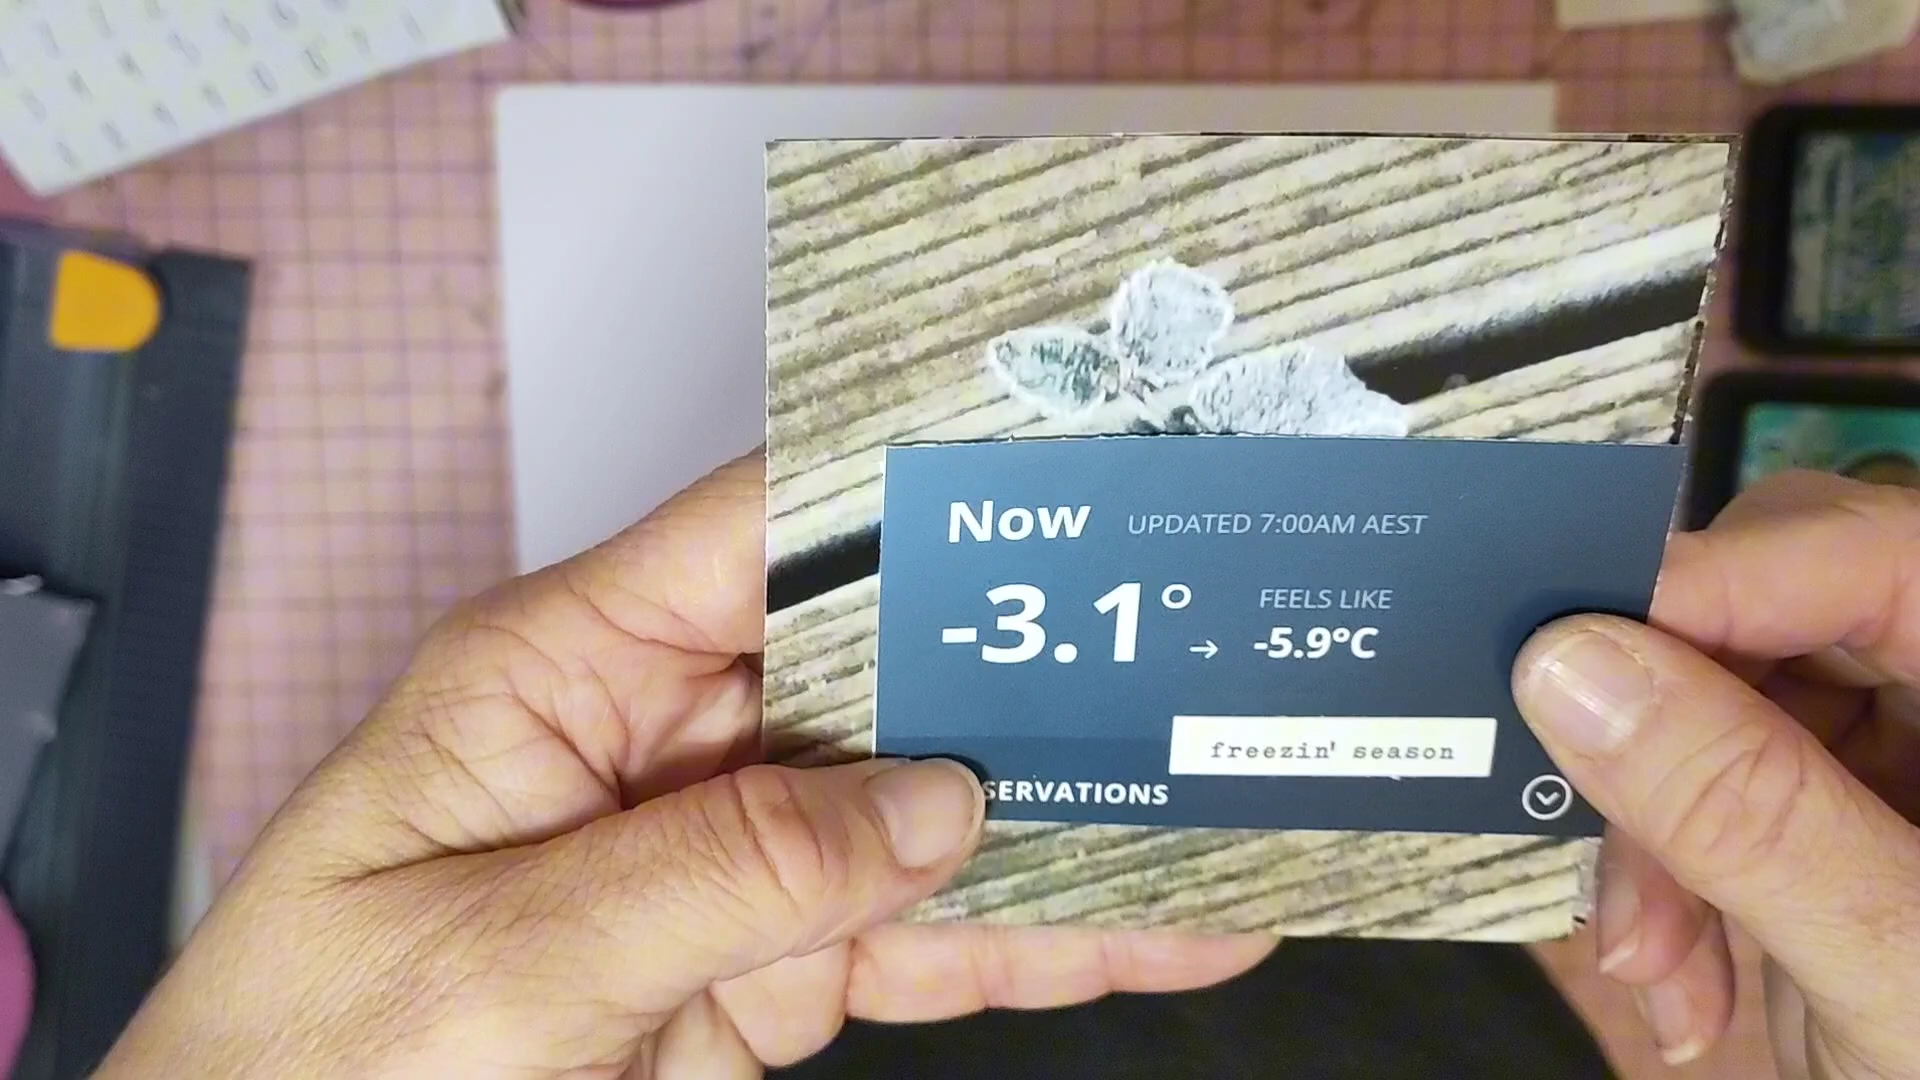 Now UPDATED 7:00AM AEST
-3.1° → FEELS LIKE
-5.9°C
freezin' season
SERVATIONS